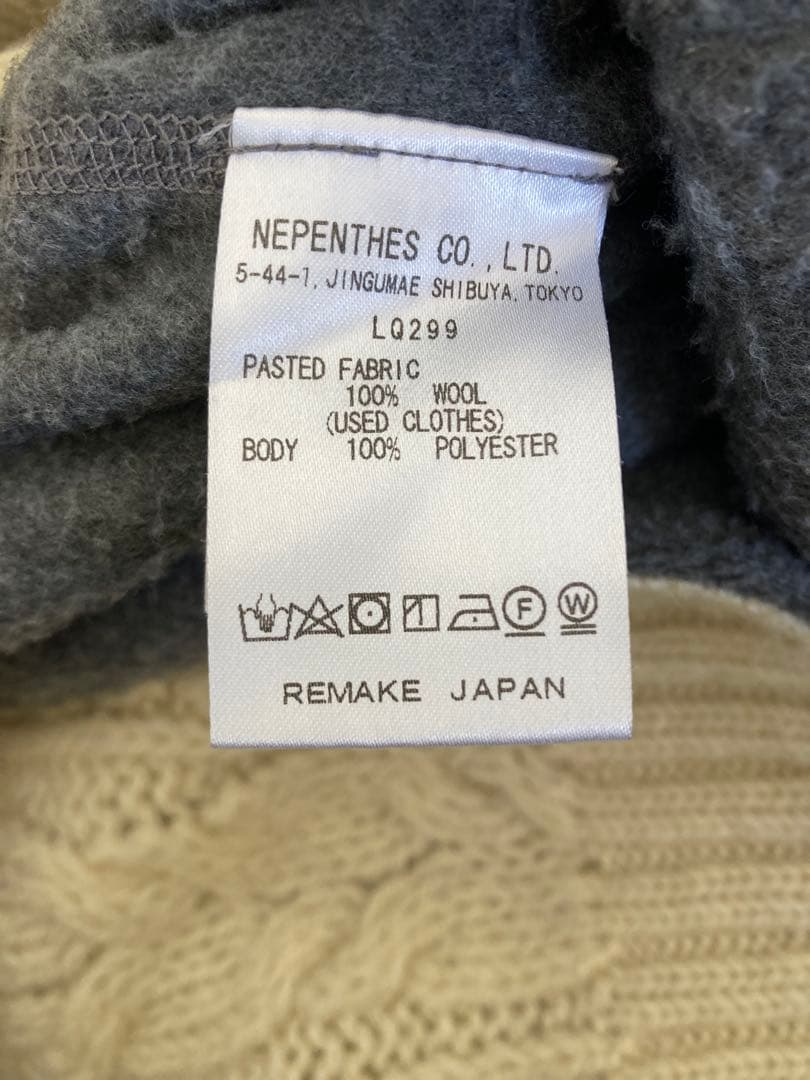 NEPENTHES CO., LTD.
5-44-1, JINGUMAE SHIBUYA, TOKYO
LQ299
PASTED FABRIC
100% WOOL
(USED CLOTHES)
BODY 100% POLYESTER
F W
REMAKE JAPAN